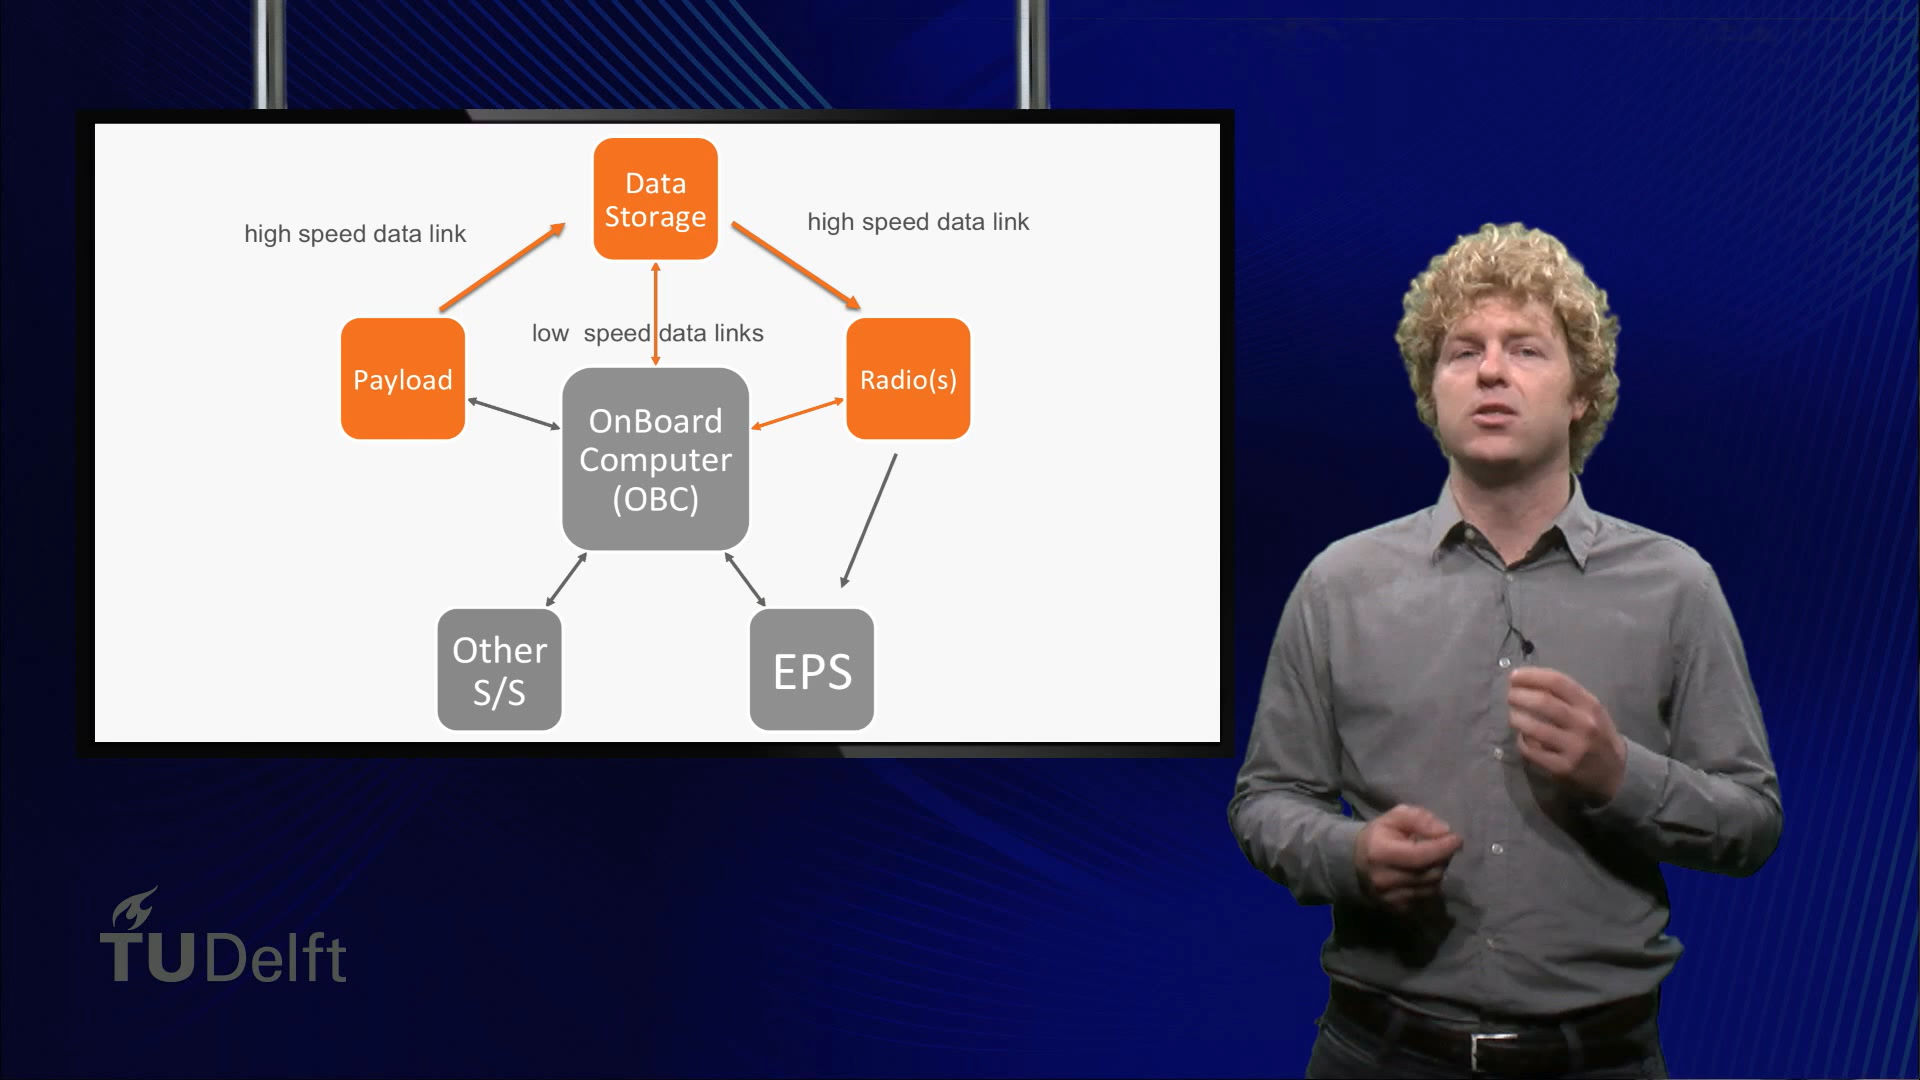 Data
Storage
high speed data link
high speed data link
low  speed data links
Payload
Radio(s)
OnBoard
Computer
(OBC)
Other
S/S
EPS
TUDelft